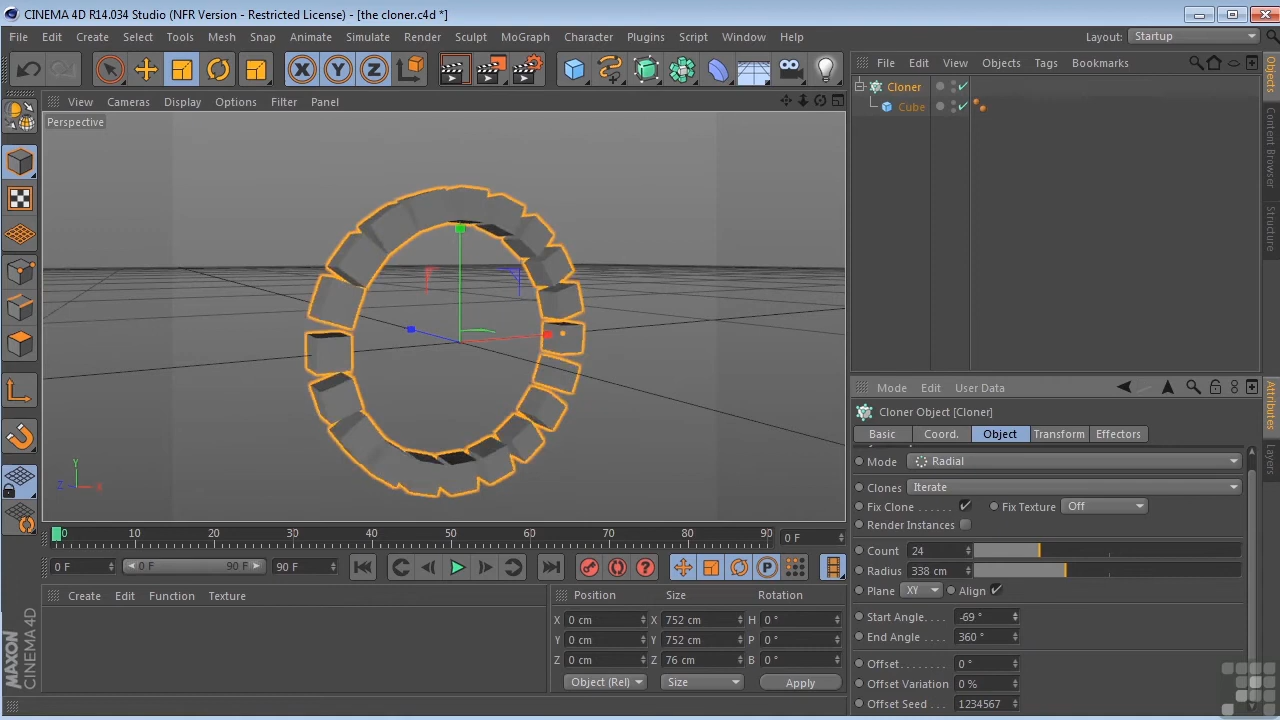 CINEMA 4D R14.034 Studio (NFR Version - Restricted License) - [the cloner.c4d *]
File Edit Create Select Tools Mesh Snap Animate Simulate Render Sculpt MoGraph Character Plugins Script Window Help Layout: Startup
X Y Z
File Edit View Objects Tags Bookmarks
View Cameras Display Options Filter Panel
Perspective
Cloner
Cube
Objects
Content Browser
Structure
Mode Edit User Data
Cloner Object [Cloner]
Basic Coord. Object Transform Effectors
Attributes
Layers
Mode Radial
Clones Iterate
Fix Clone . . . . . . Fix Texture Off
Render Instances
Count 24
Radius 338 cm
Plane XY Align
Start Angle. . . . -69 °
End Angle . . . . 360 °
Offset. . . . . . . . 0 °
Offset Variation 0 %
Offset Seed . . . 1234567
Y
Z X
0 10 20 30 40 50 60 70 80 90 0 F
0 F 0 F 90 F 90 F
P
Create Edit Function Texture
Position Size Rotation
X 0 cm X 752 cm H 0 °
Y 0 cm Y 752 cm P 0 °
Z 0 cm Z 76 cm B 0 °
Object (Rel) Size Apply
MAXON
CINEMA 4D